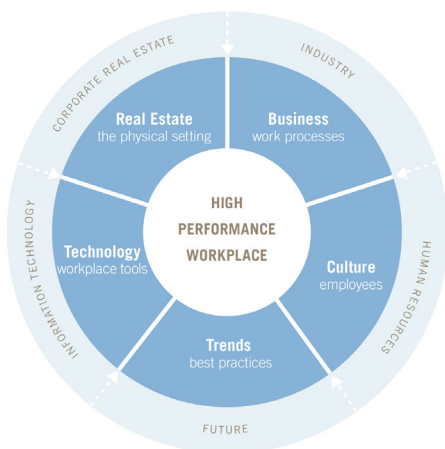 CORPORATE REAL ESTATE
INDUSTRY
Real Estate
the physical setting
Business
work processes
HIGH
PERFORMANCE
WORKPLACE
Technology
workplace tools
Culture
employees
Trends
best practices
INFORMATION TECHNOLOGY
HUMAN RESOURCES
FUTURE